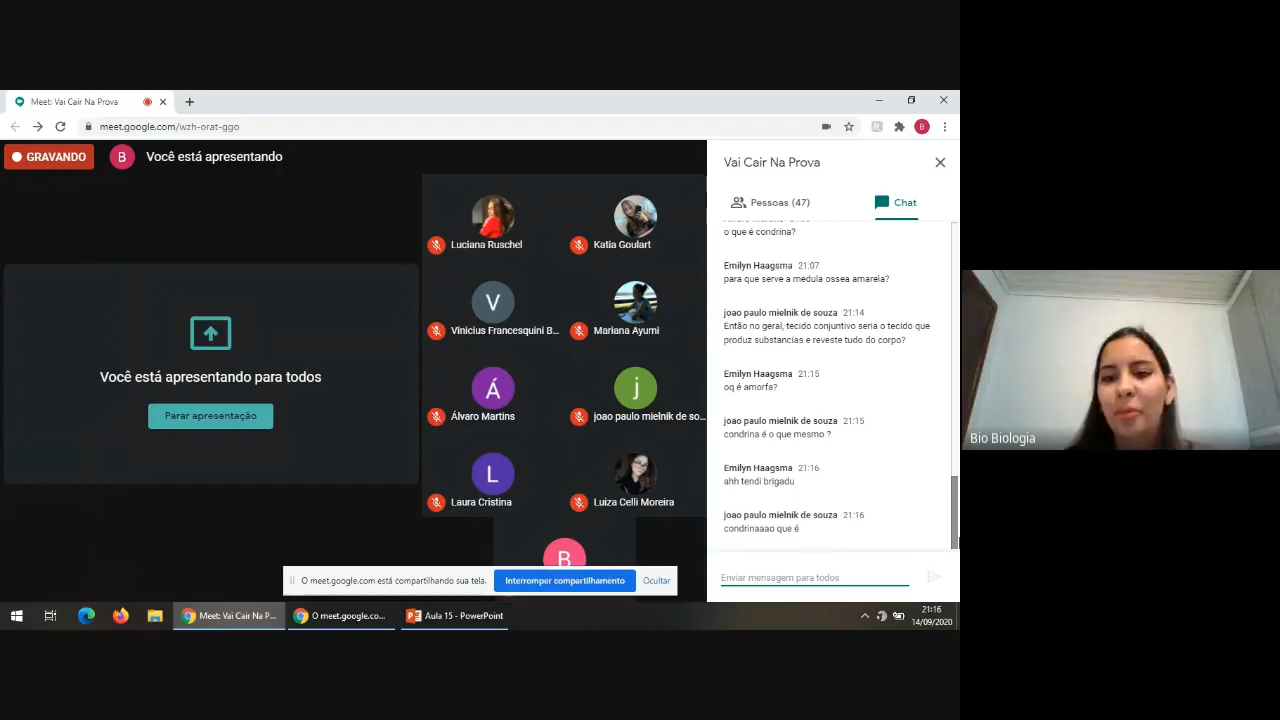 Meet: Vai Cair Na Prova
meet.google.com/wzh-orat-ggo
GRAVANDO
B
Você está apresentando
Vai Cair Na Prova
Pessoas (47)
Chat
Você está apresentando para todos
Parar apresentação
Luciana Ruschel
Katia Goulart
V
Vinicius Francesquini B...
Mariana Ayumi
Á
Álvaro Martins
j
joao paulo mielnik de so...
L
Laura Cristina
Luiza Celli Moreira
B
o que é condrina?
Emilyn Haagsma 21:07
para que serve a medula ossea amarela?
joao paulo mielnik de souza 21:14
Então no geral, tecido conjuntivo seria o tecido que
produz substancias e reveste tudo do corpo?
Emilyn Haagsma 21:15
oq é amorfa?
joao paulo mielnik de souza 21:15
condrina é o que mesmo ?
Emilyn Haagsma 21:16
ahh tendi brigadu
joao paulo mielnik de souza 21:16
condrinaaao que é
Enviar mensagem para todos
O meet.google.com está compartilhando sua tela.
Interromper compartilhamento
Ocultar
Meet: Vai Cair Na P...
O meet.google.co...
Aula 15 - PowerPoint
21:16
14/09/2020
Bio Biologia